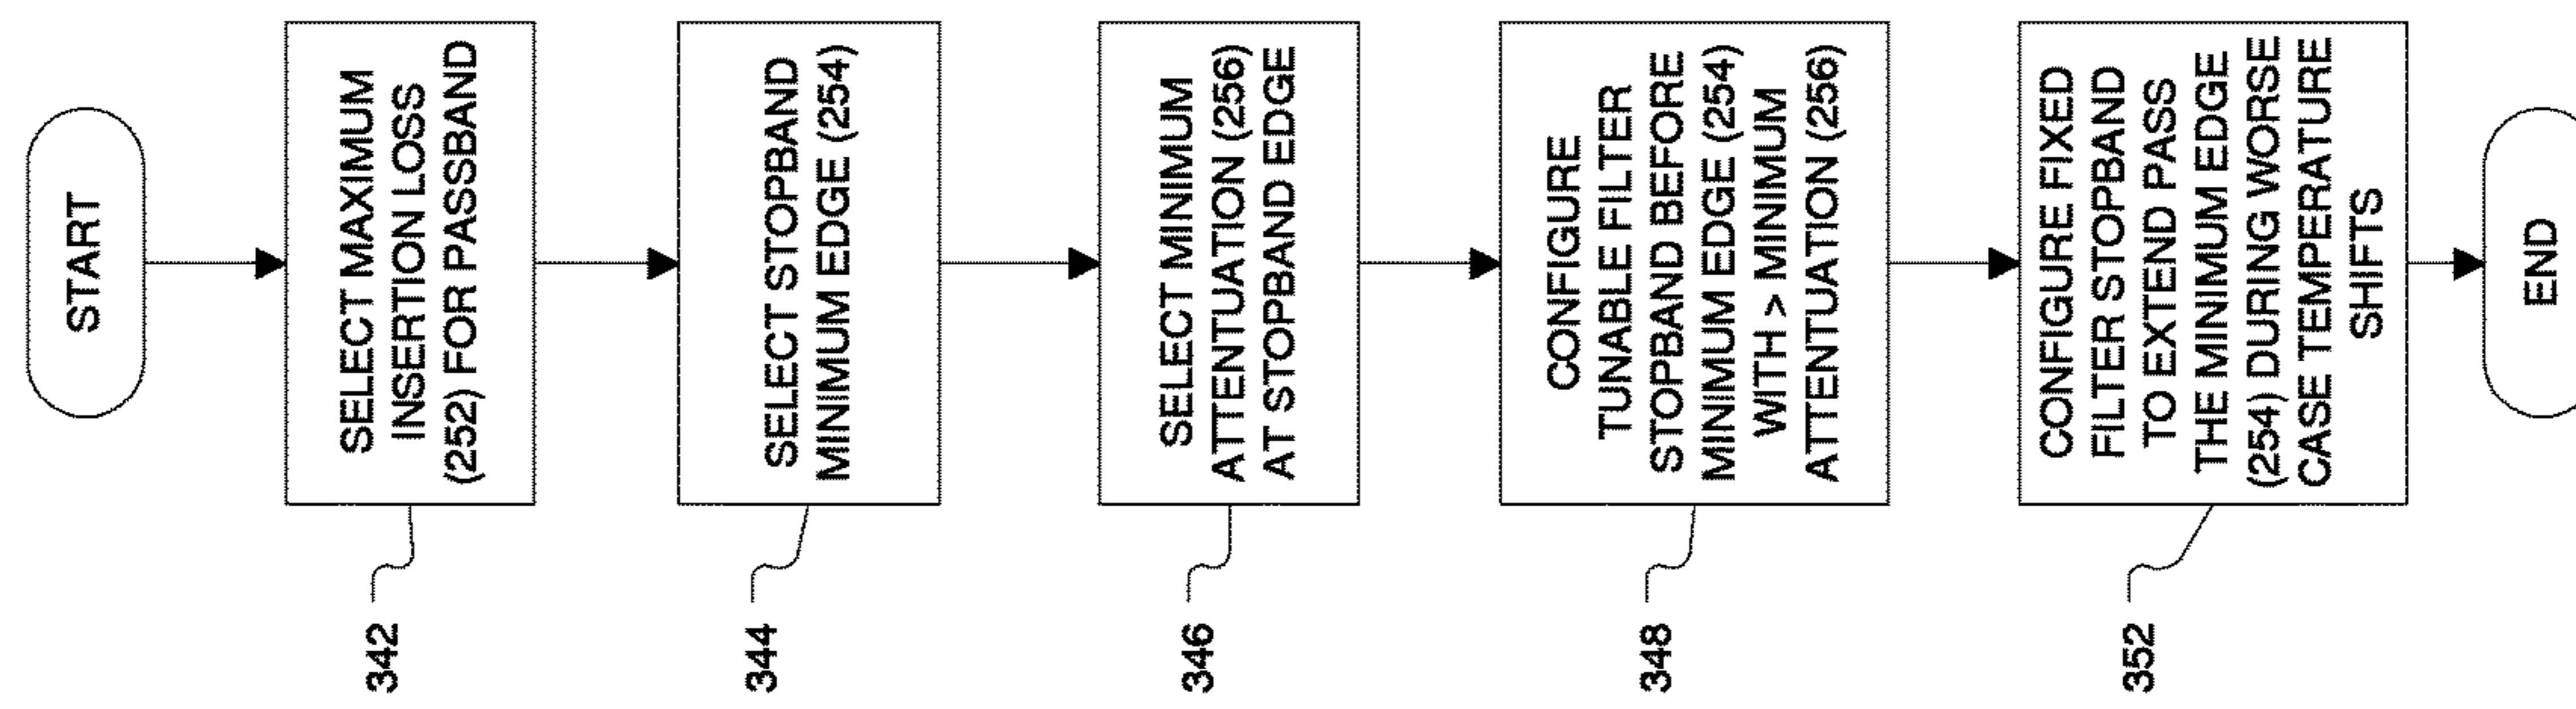 START
SELECT MAXIMUM
INSERTION LOSS
(252) FOR PASSBAND
342
SELECT STOPBAND
MINIMUM EDGE (254)
344
SELECT MINIMUM
ATTENTUATION (256)
AT STOPBAND EDGE
346
CONFIGURE
TUNABLE FILTER
STOPBAND BEFORE
MINIMUM EDGE (254)
WITH > MINIMUM
ATTENTUATION (256)
348
CONFIGURE FIXED
FILTER STOPBAND
TO EXTEND PASS
THE MINIMUM EDGE
(254) DURING WORSE
CASE TEMPERATURE
SHIFTS
352
END